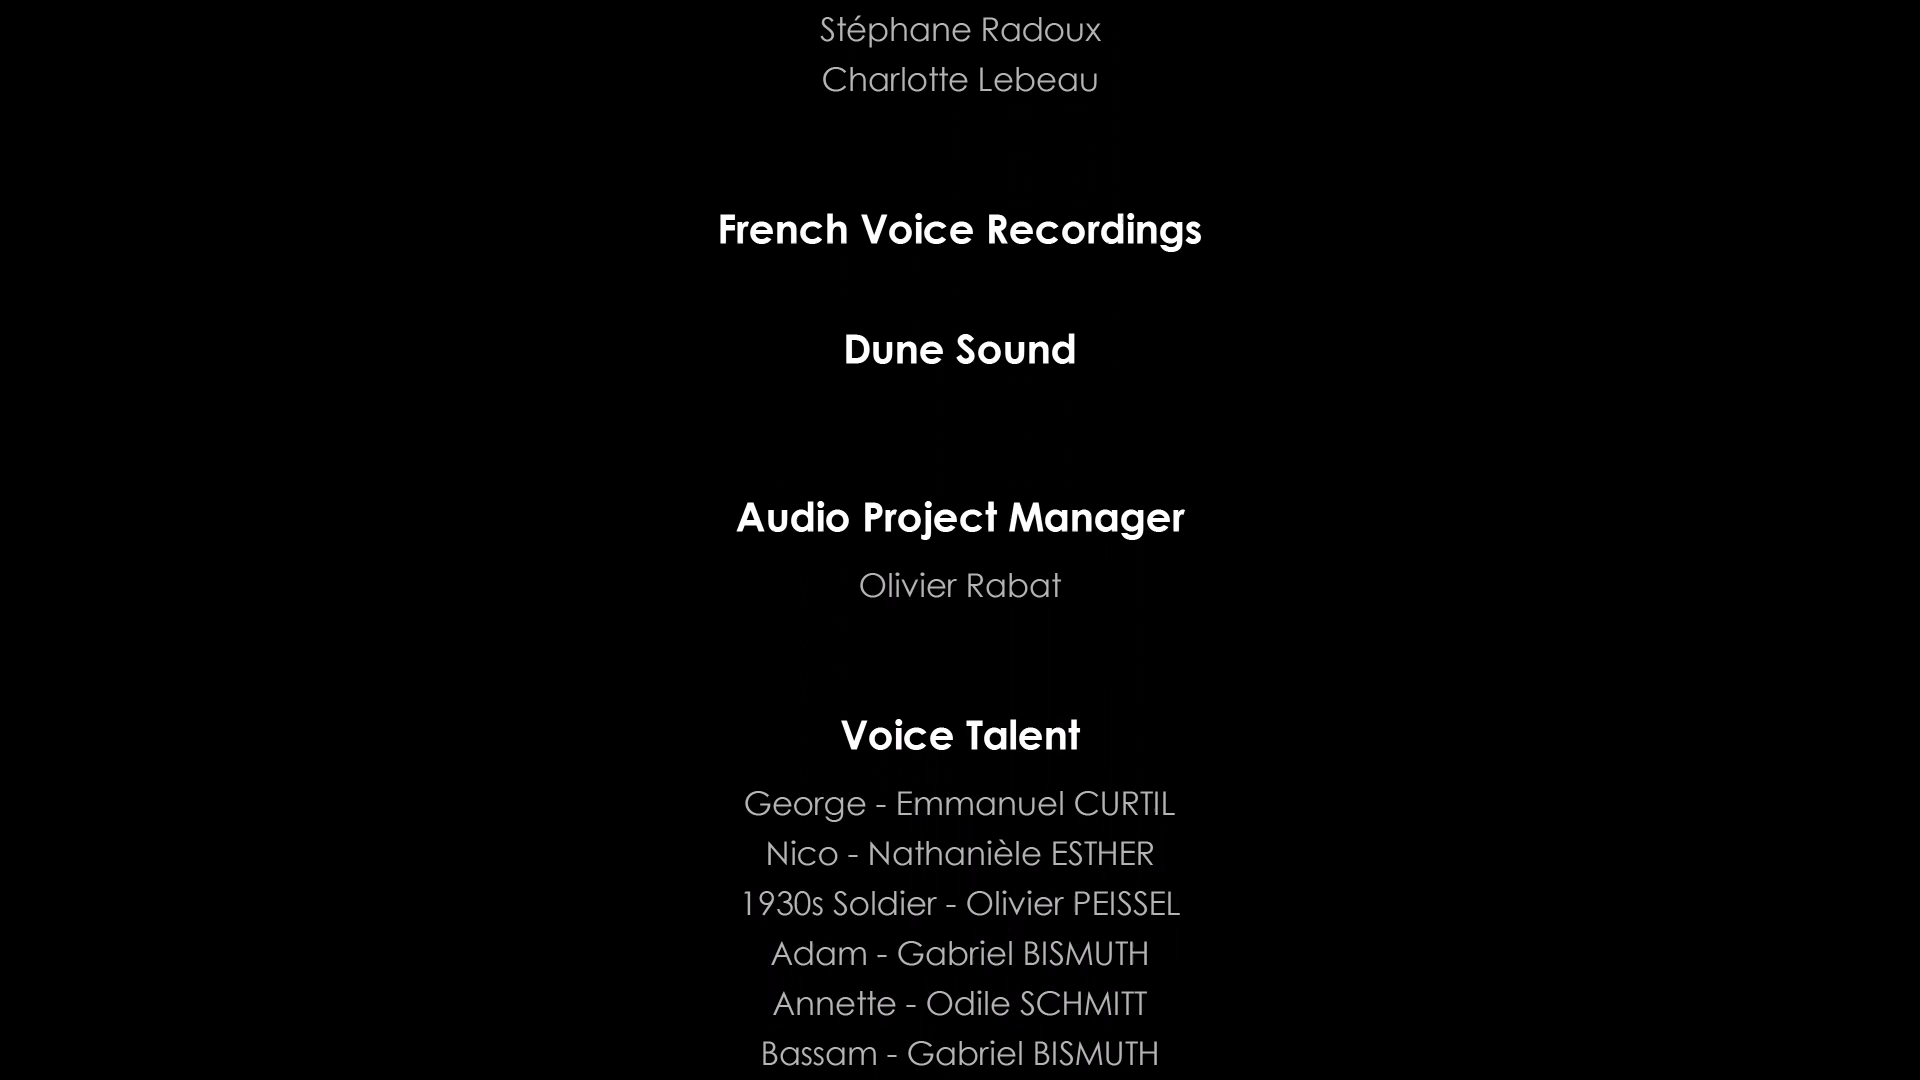 Stéphane Radoux
Charlotte Lebeau
French Voice Recordings
Dune Sound
Audio Project Manager
Olivier Rabat
Voice Talent
George - Emmanuel CURTIL
Nico - Nathanièle ESTHER
1930s Soldier - Olivier PEISSEL
Adam - Gabriel BISMUTH
Annette - Odile SCHMITT
Bassam - Gabriel BISMUTH